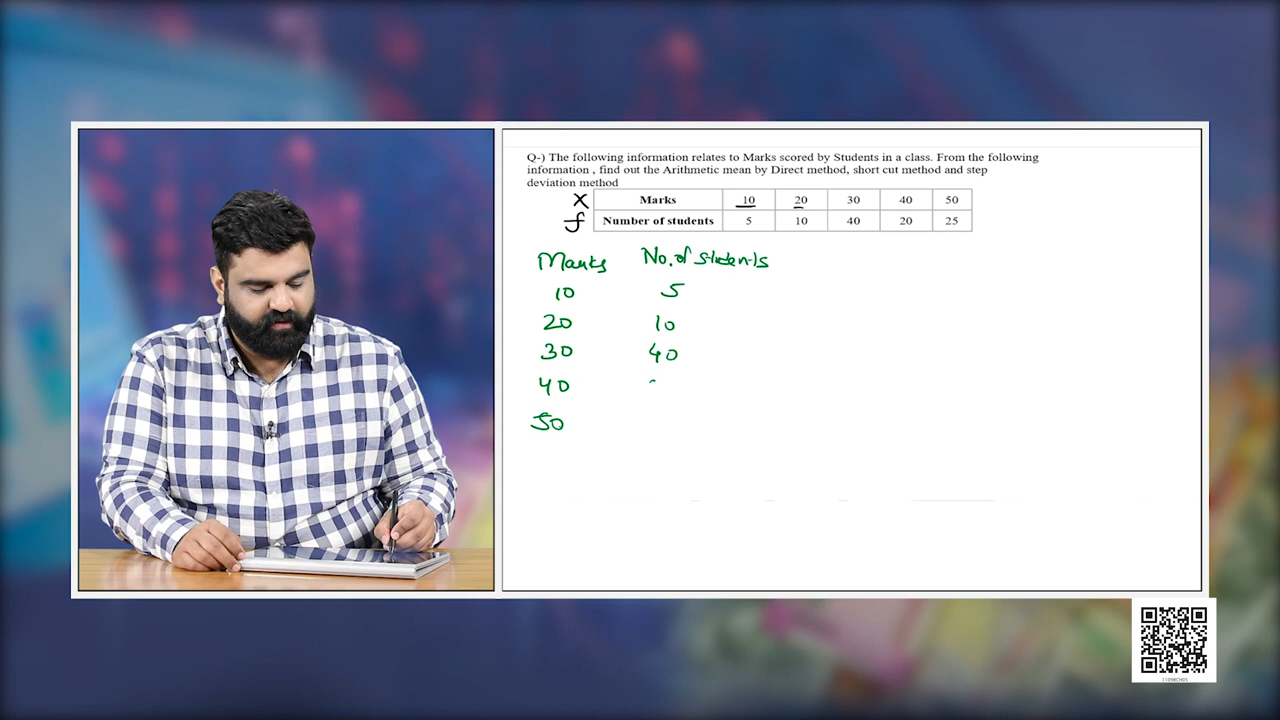 Q-) The following information relates to Marks scored by Students in a class. From the following
information , find out the Arithmetic mean by Direct method, short cut method and step
deviation method
X Marks 10 20 30 40 50
f Number of students 5 10 40 20 25
Marks No. of students
10 5
20 10
30 40
40
50